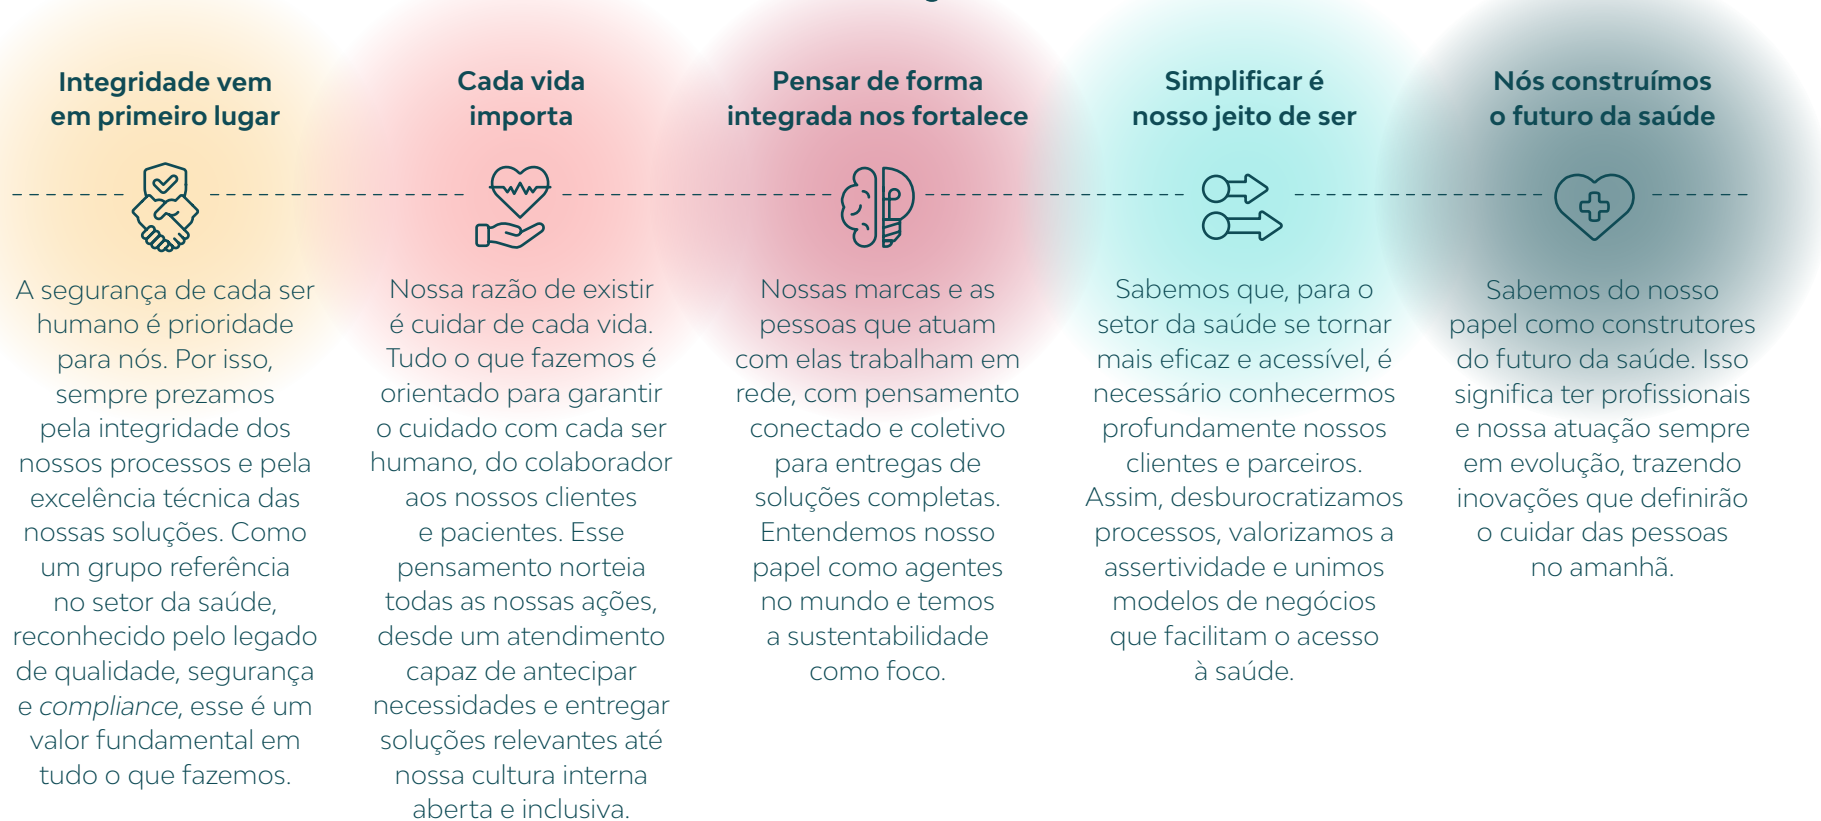 Integridade vem
em primeiro lugar
A segurança de cada ser
humano é prioridade
para nós. Por isso,
sempre prezamos
pela integridade dos
nossos processos e pela
excelência técnica das
nossas soluções. Como
um grupo referência
no setor da saúde,
reconhecido pelo legado
de qualidade, segurança
e compliance, esse é um
valor fundamental em
tudo o que fazemos.
Cada vida
importa
Nossa razão de existir
é cuidar de cada vida.
Tudo o que fazemos é
orientado para garantir
o cuidado com cada ser
humano, do colaborador
aos nossos clientes
e pacientes. Esse
pensamento norteia
todas as nossas ações,
desde um atendimento
capaz de antecipar
necessidades e entregar
soluções relevantes até
nossa cultura interna
aberta e inclusiva.
Pensar de forma
integrada nos fortalece
Nossas marcas e as
pessoas que atuam
com elas trabalham em
rede, com pensamento
conectado e coletivo
para entregas de
soluções completas.
Entendemos nosso
papel como agentes
no mundo e temos
a sustentabilidade
como foco.
Simplificar é
nosso jeito de ser
Sabemos que, para o
setor da saúde se tornar
mais eficaz e acessível, é
necessário conhecermos
profundamente nossos
clientes e parceiros.
Assim, desburocratizamos
processos, valorizamos a
assertividade e unimos
modelos de negócios
que facilitam o acesso
à saúde.
Nós construímos
o futuro da saúde
Sabemos do nosso
papel como construtores
do futuro da saúde. Isso
significa ter profissionais
e nossa atuação sempre
em evolução, trazendo
inovações que definirão
o cuidar das pessoas
no amanhã.